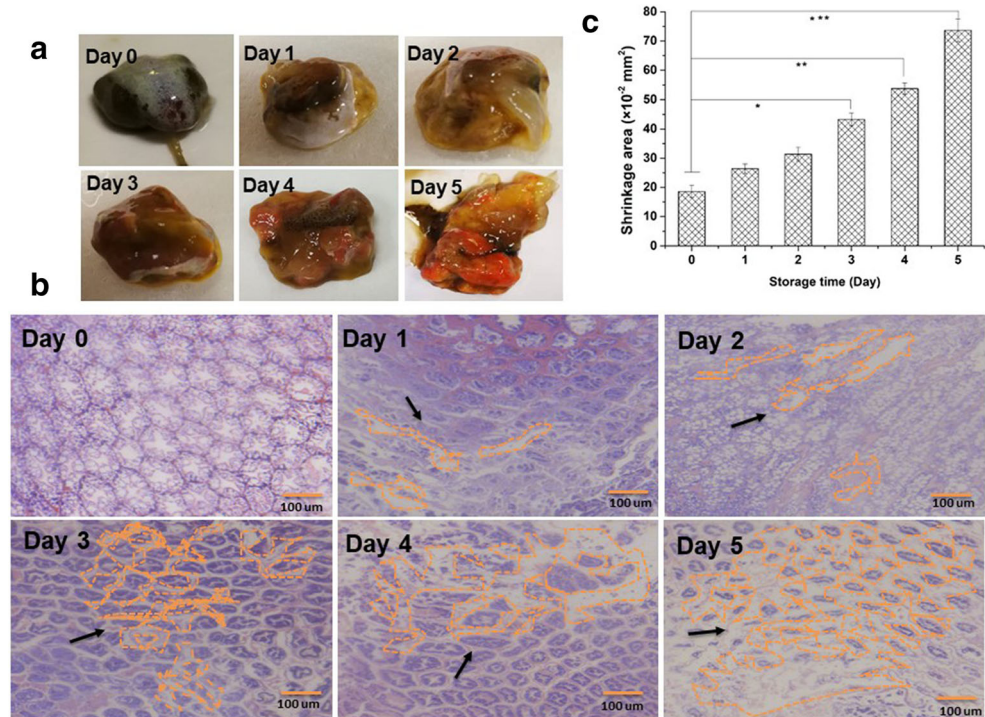 a
Day 0
Day 1
Day 2
Day 3
Day 4
Day 5
c
Shrinkage area (×10⁻² mm²)
80
70
60
50
40
30
20
10
0
***
**
*
0 1 2 3 4 5
Storage time (Day)
b
Day 0
100 um
Day 1
100 um
Day 2
100 um
Day 3
100 um
Day 4
100 um
Day 5
100 um